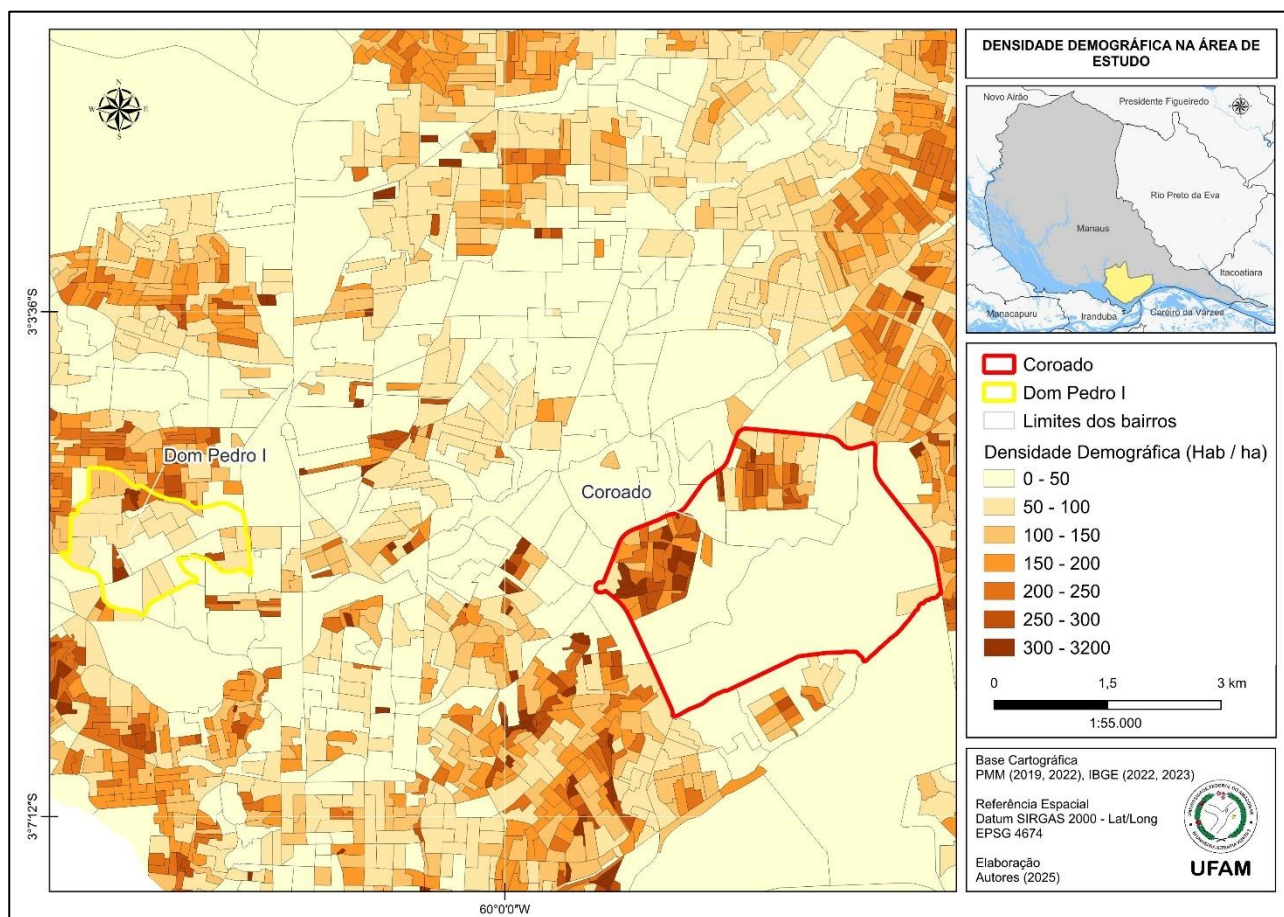 DENSIDADE DEMOGRÁFICA NA ÁREA DE
ESTUDO
N
W
E
S
Novo Airão
Presidente Figueiredo
Rio Preto da Eva
Manaus
Itacoatiara
Manacapuru
Iranduba
Careiro da Várzea
3°3'36"S
3°7'12"S
60°0'0"W
Dom Pedro I
Coroado
Coroado
Dom Pedro I
Limites dos bairros
Densidade Demográfica (Hab / ha)
0 - 50
50 - 100
100 - 150
150 - 200
200 - 250
250 - 300
300 - 3200
0 1,5 3 km
1:55.000
Base Cartográfica
PMM (2019, 2022), IBGE (2022, 2023)
Referência Espacial
Datum SIRGAS 2000 - Lat/Long
EPSG 4674
Elaboração
Autores (2025)
UFAM